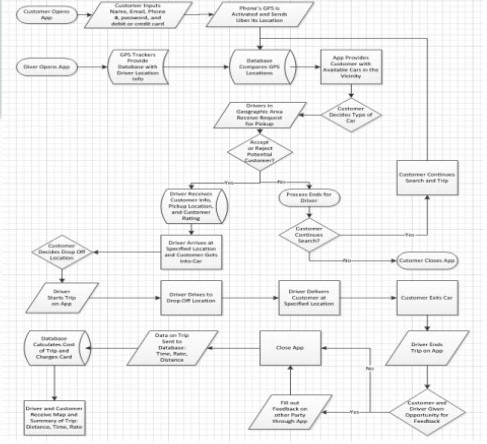 Customer Opens
App
Customer Inputs
Name, Email, Phone
#, password, and
debit or credit card
Phone's GPS is
Activated and Sends
Uber its Location
Diver Opens App
GPS Trackers
Provide
Database with
Driver Location
Info
Database
Compares GPS
Locations
App Provides
Customer with
Available Cars in the
Vicinity
Drivers in
Geographic Area
Receive Request
for Pickup
Customer
Decides Type of
Car
Accept
or Reject
Potential
Customer?
Yes
No
Customer Continues
Search and Trip
Driver Receives
Customer Info,
Pickup Location,
and Customer
Rating
Process Ends for
Driver
Customer
Continues
Search?
Yes
No
Customer
Decides Drop Off
Location
Driver Arrives at
Specified Location
and Customer Gets
into Car
Cutomer Closes App
Driver
Starts Trip
on App
Driver Drives to
Drop Off Location
Driver Delivers
Customer at
Specified Location
Customer Exits Car
Database
Calculates Cost
of Trip and
Charges Card
Data on Trip
Sent to
Database:
Time, Rate,
Distance
Close App
Driver Ends
Trip on App
No
Driver and Customer
Receive Map and
Summary of Trip:
Distance, Time, Rate
Fill out
Feedback on
other Party
through App
Yes
Customer and
Driver Given
Opportunity for
Feedback